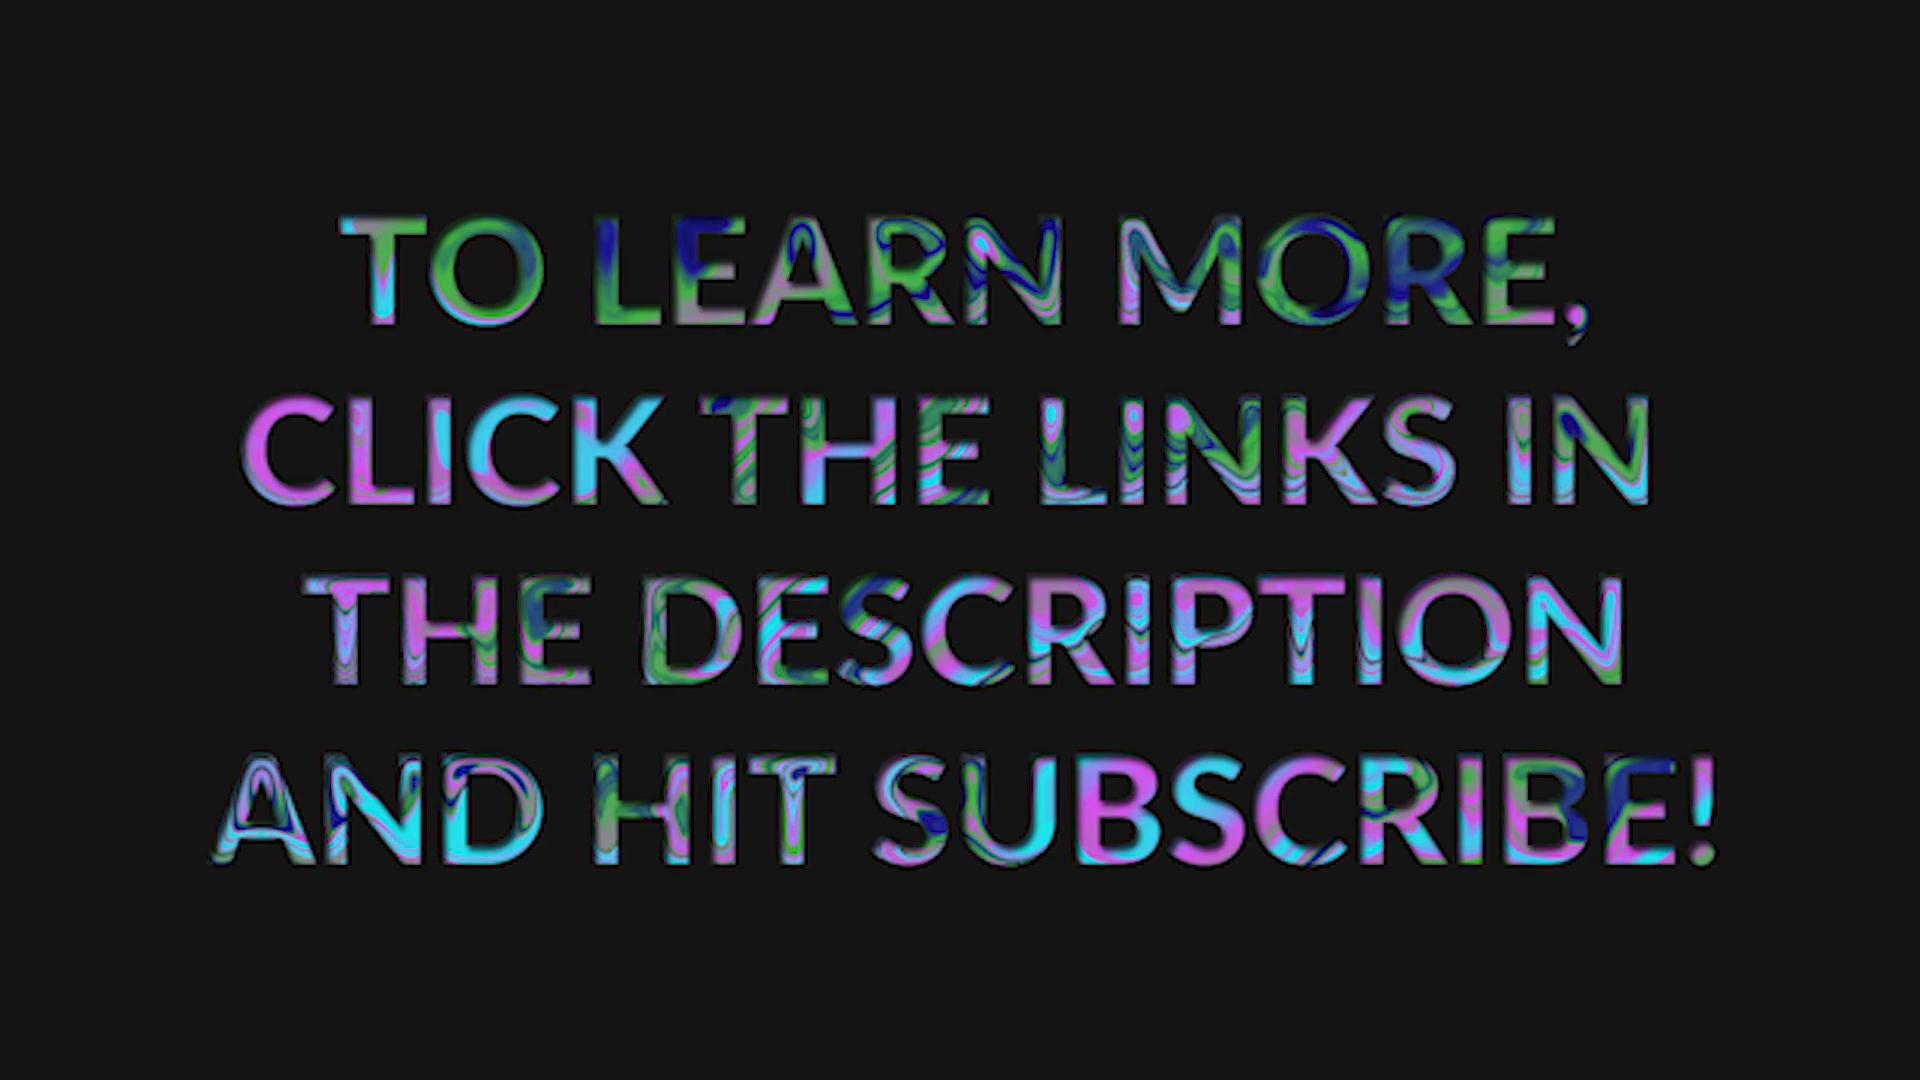 TO LEARN MORE,
CLICK THE LINKS IN
THE DESCRIPTION
AND HIT SUBSCRIBE!